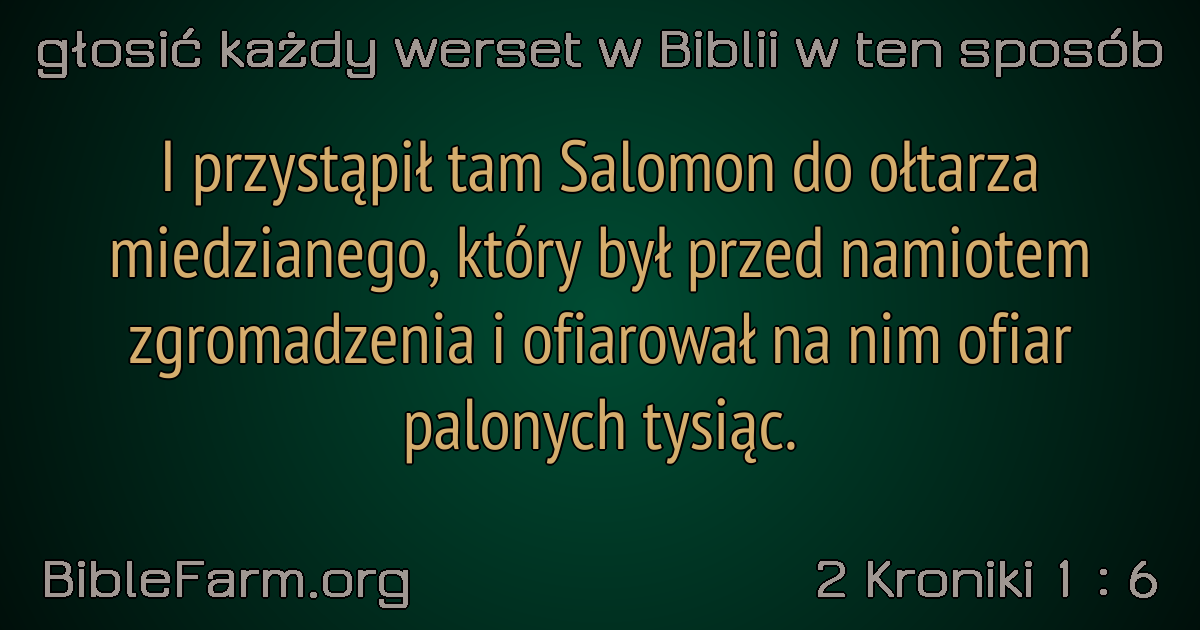 głosić każdy werset w Biblii w ten sposób
I przystąpił tam Salomon do ołtarza
miedzianego, który był przed namiotem
zgromadzenia i ofiarował na nim ofiar
palonych tysiąc.
BibleFarm.org
2 Kroniki 1 : 6